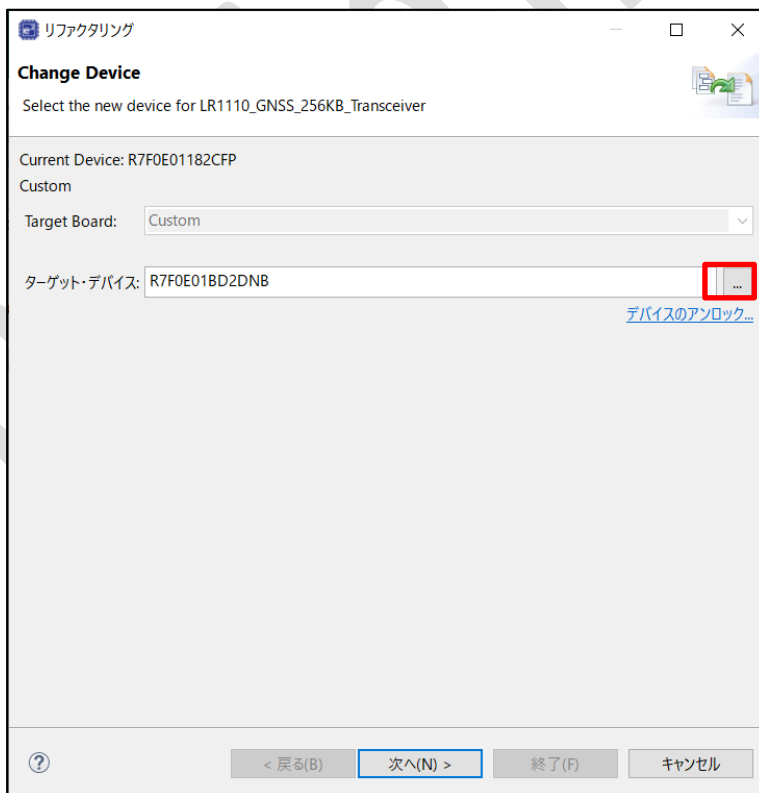 リファクタリング
Change Device
Select the new device for LR1110_GNSS_256KB_Transceiver
Current Device: R7F0E01182CFP
Custom
Target Board: Custom
ターゲット・デバイス: R7F0E01BD2DNB ...
デバイスのアンロック...
< 戻る(B) 次へ(N) > 終了(F) キャンセル